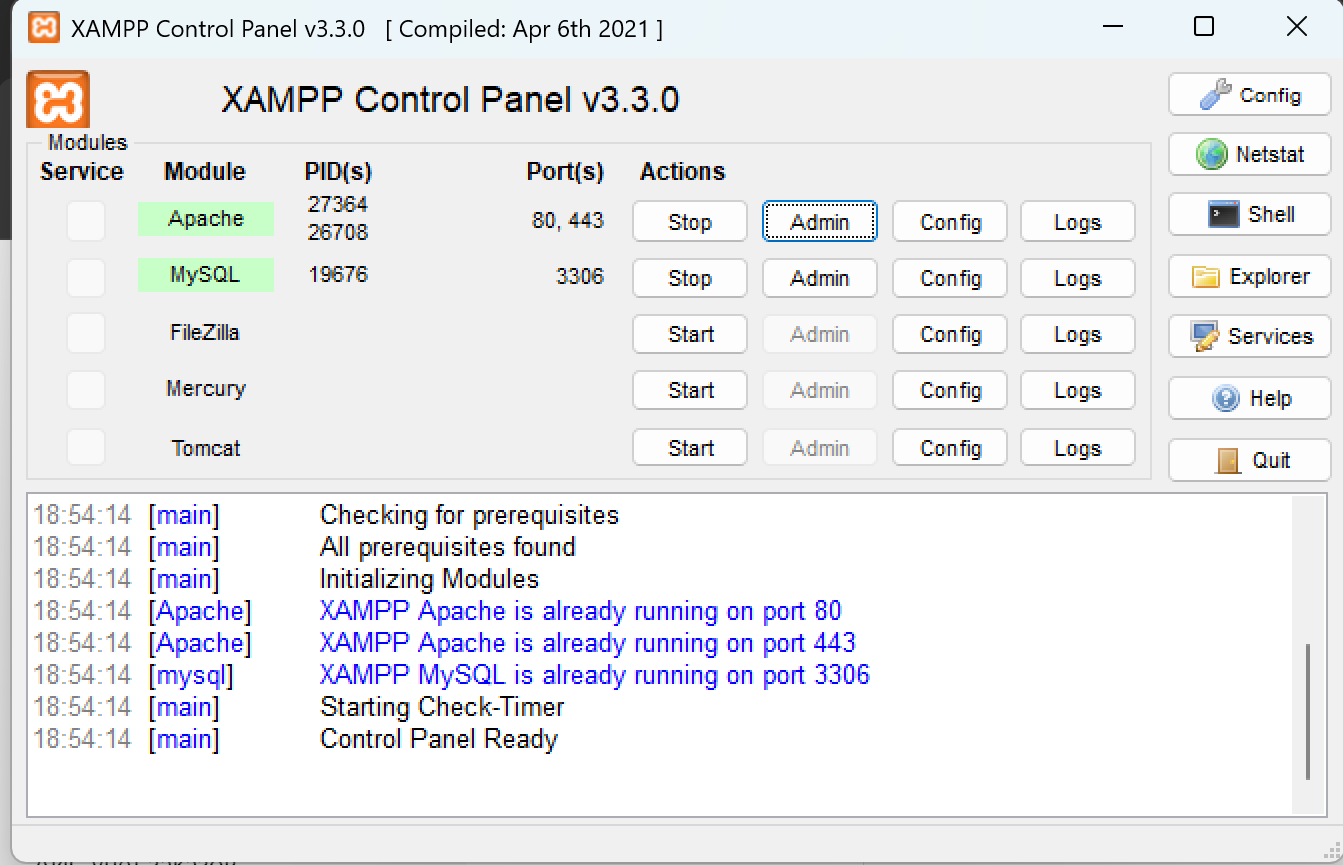 XAMPP Control Panel v3.3.0 [ Compiled: Apr 6th 2021 ]
XAMPP Control Panel v3.3.0
Config
Modules
Service Module PID(s) Port(s) Actions
Netstat
Apache 27364 26708 80, 443 Stop Admin Config Logs
Shell
MySQL 19676 3306 Stop Admin Config Logs
Explorer
FileZilla Start Admin Config Logs
Services
Mercury Start Admin Config Logs
Help
Tomcat Start Admin Config Logs
Quit
18:54:14 [main] Checking for prerequisites
18:54:14 [main] All prerequisites found
18:54:14 [main] Initializing Modules
18:54:14 [Apache] XAMPP Apache is already running on port 80
18:54:14 [Apache] XAMPP Apache is already running on port 443
18:54:14 [mysql] XAMPP MySQL is already running on port 3306
18:54:14 [main] Starting Check-Timer
18:54:14 [main] Control Panel Ready